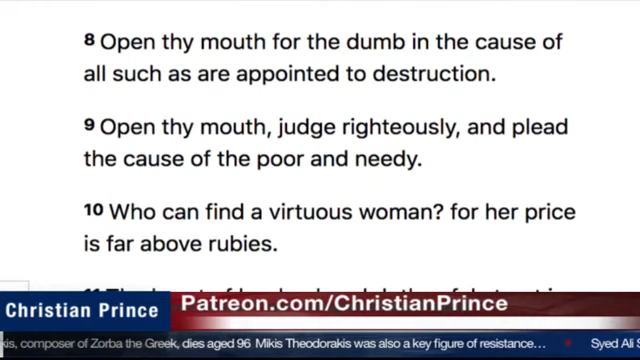 8 Open thy mouth for the dumb in the cause of
all such as are appointed to destruction.
9 Open thy mouth, judge righteously, and plead
the cause of the poor and needy.
10 Who can find a virtuous woman? for her price
is far above rubies.
11
Christian Prince
Patreon.com/ChristianPrince
kis, composer of Zorba the Greek, dies aged 96 Mikis Theodorakis was also a key figure of resistance… Syed Ali S